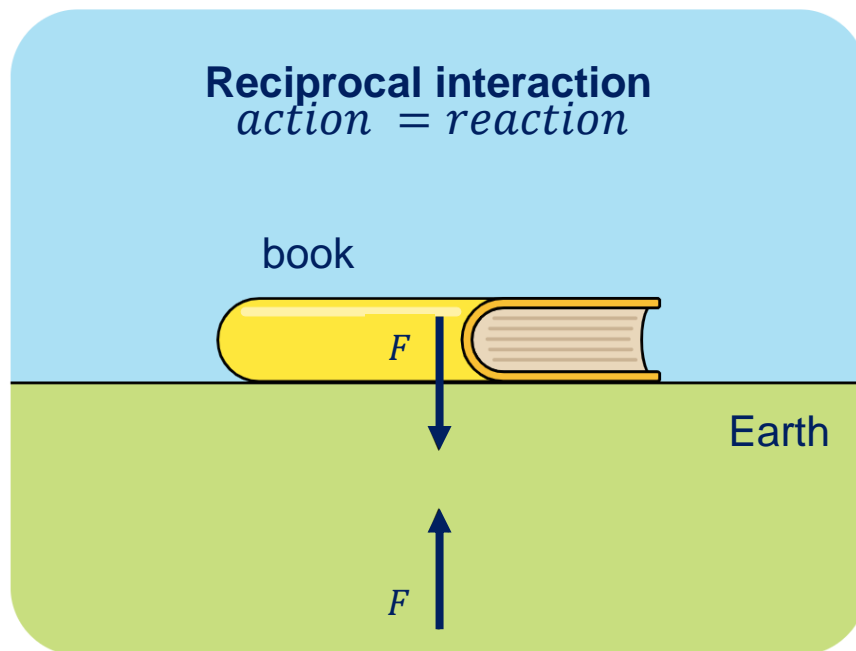 Reciprocal interaction
action = reaction
book
F
Earth
F